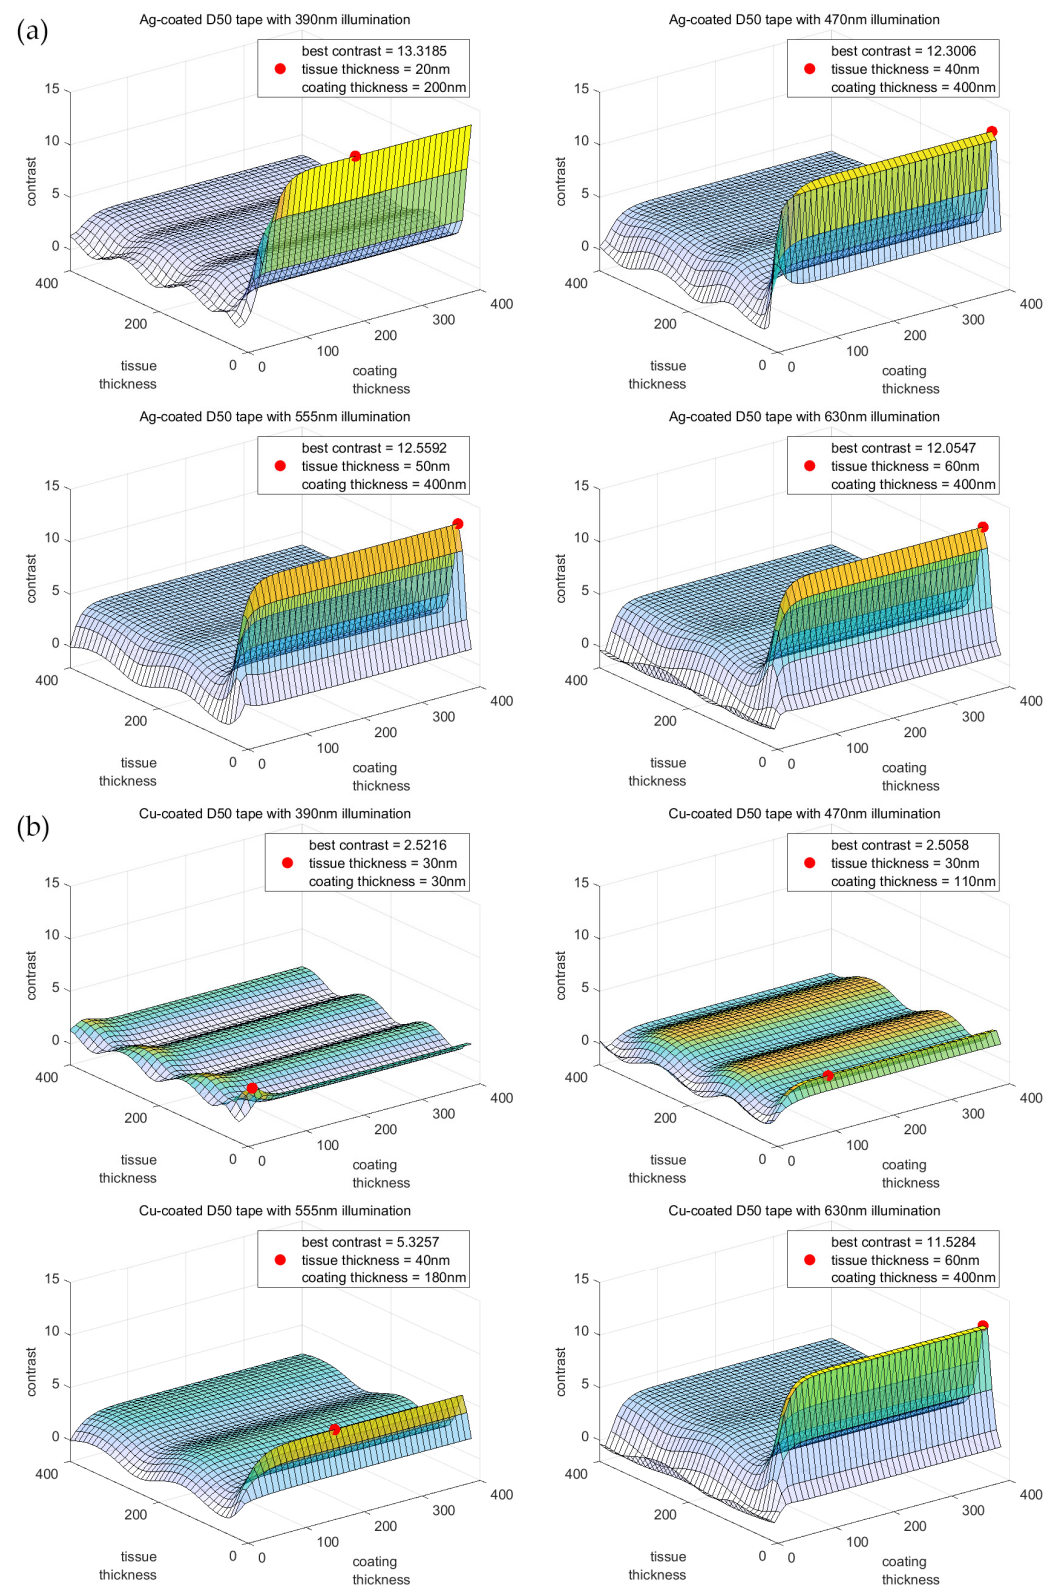 (a)
Ag-coated D50 tape with 390nm illumination
best contrast = 13.3185
tissue thickness = 20nm
coating thickness = 200nm
15
10
5
0
contrast
400
200
0
tissue
thickness
0
100
200
300
400
coating
thickness
Ag-coated D50 tape with 470nm illumination
best contrast = 12.3006
tissue thickness = 40nm
coating thickness = 400nm
15
10
5
0
contrast
400
200
0
tissue
thickness
0
100
200
300
400
coating
thickness
Ag-coated D50 tape with 555nm illumination
best contrast = 12.5592
tissue thickness = 50nm
coating thickness = 400nm
15
10
5
0
contrast
400
200
0
tissue
thickness
0
100
200
300
400
coating
thickness
Ag-coated D50 tape with 630nm illumination
best contrast = 12.0547
tissue thickness = 60nm
coating thickness = 400nm
15
10
5
0
contrast
400
200
0
tissue
thickness
0
100
200
300
400
coating
thickness
(b)
Cu-coated D50 tape with 390nm illumination
best contrast = 2.5216
tissue thickness = 30nm
coating thickness = 30nm
15
10
5
0
contrast
400
200
0
tissue
thickness
0
100
200
300
400
coating
thickness
Cu-coated D50 tape with 470nm illumination
best contrast = 2.5058
tissue thickness = 30nm
coating thickness = 110nm
15
10
5
0
contrast
400
200
0
tissue
thickness
0
100
200
300
400
coating
thickness
Cu-coated D50 tape with 555nm illumination
best contrast = 5.3257
tissue thickness = 40nm
coating thickness = 180nm
15
10
5
0
contrast
400
200
0
tissue
thickness
0
100
200
300
400
coating
thickness
Cu-coated D50 tape with 630nm illumination
best contrast = 11.5284
tissue thickness = 60nm
coating thickness = 400nm
15
10
5
0
contrast
400
200
0
tissue
thickness
0
100
200
300
400
coating
thickness